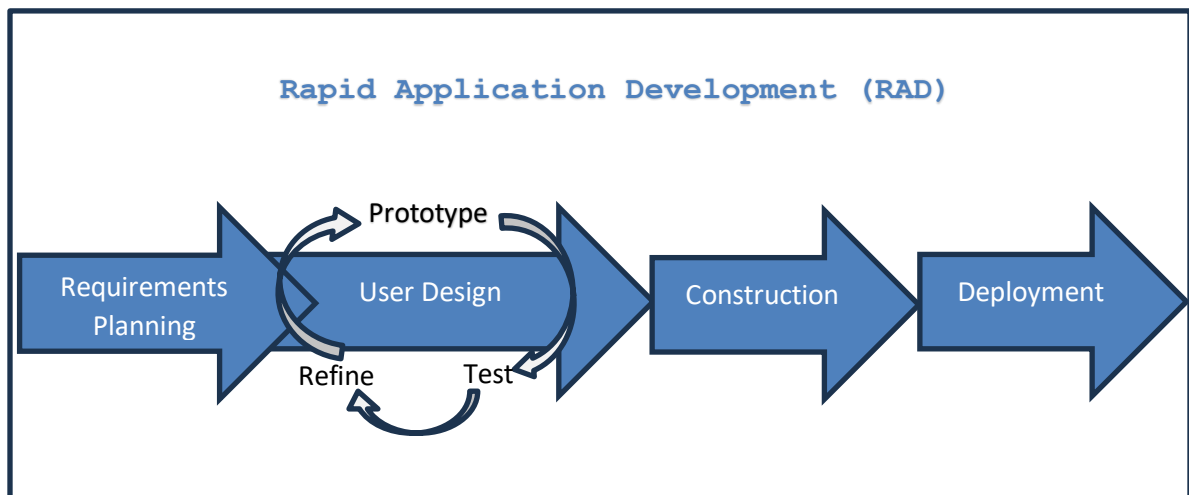 Rapid Application Development (RAD)
Prototype
Requirements
Planning
User Design
Construction
Deployment
Refine
Test